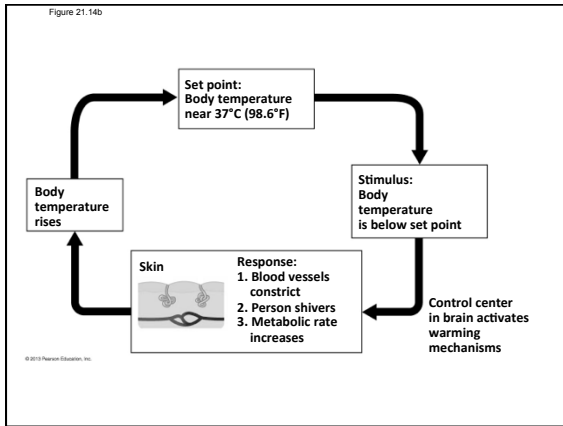 Figure 21.14b
Set point:
Body temperature
near 37°C (98.6°F)
Stimulus:
Body
temperature
is below set point
Control center
in brain activates
warming
mechanisms
Skin
Response:
1. Blood vessels
constrict
2. Person shivers
3. Metabolic rate
increases
Body
temperature
rises
© 2013 Pearson Education, Inc.